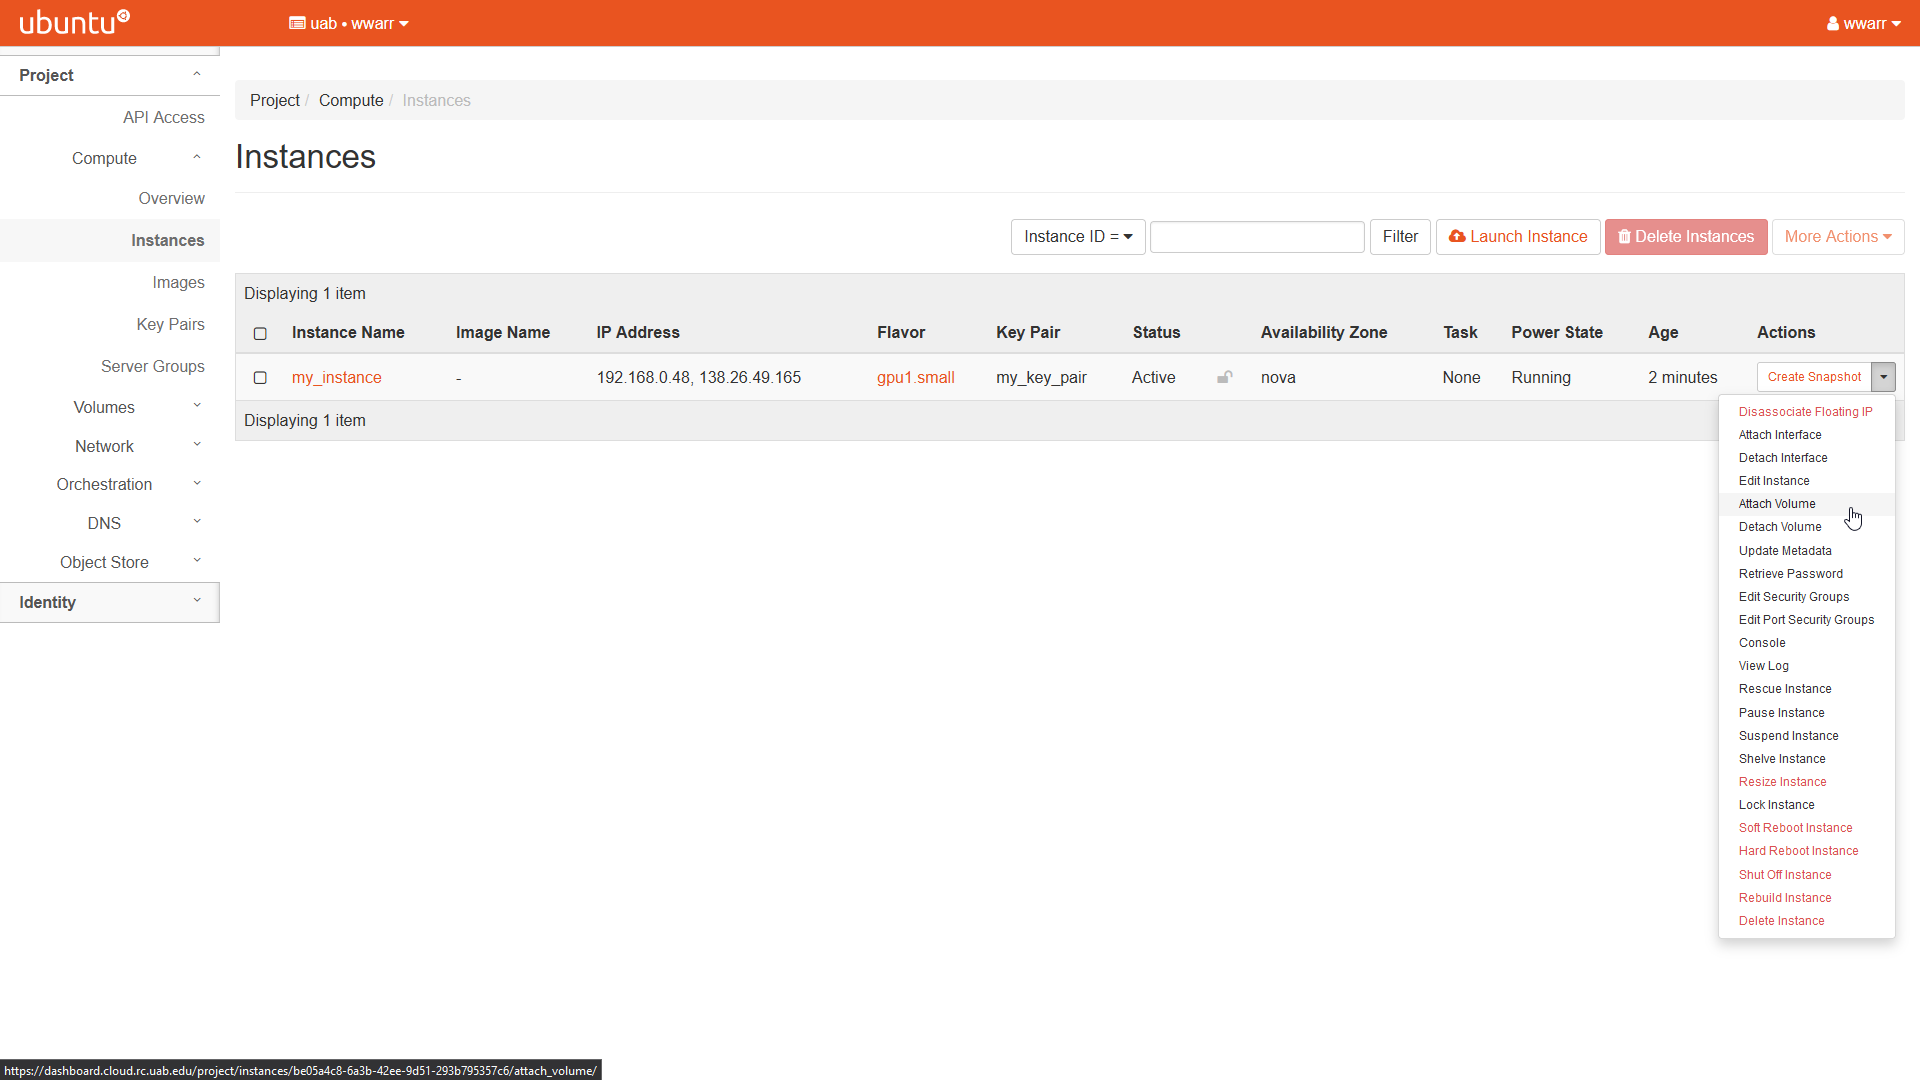 ubuntu
uab • wwarr
wwarr
Project
API Access
Compute
Overview
Instances
Images
Key Pairs
Server Groups
Volumes
Network
Orchestration
DNS
Object Store
Identity
Project / Compute / Instances
Instances
Instance ID = Filter Launch Instance Delete Instances More Actions
Displaying 1 item
Instance Name Image Name IP Address Flavor Key Pair Status Availability Zone Task Power State Age Actions
my_instance - 192.168.0.48, 138.26.49.165 gpu1.small my_key_pair Active nova None Running 2 minutes Create Snapshot
Displaying 1 item
Disassociate Floating IP
Attach Interface
Detach Interface
Edit Instance
Attach Volume
Detach Volume
Update Metadata
Retrieve Password
Edit Security Groups
Edit Port Security Groups
Console
View Log
Rescue Instance
Pause Instance
Suspend Instance
Shelve Instance
Resize Instance
Lock Instance
Soft Reboot Instance
Hard Reboot Instance
Shut Off Instance
Rebuild Instance
Delete Instance
https://dashboard.cloud.rc.uab.edu/project/instances/be05a4c8-6a3b-42ee-9d51-293b795357c6/attach_volume/